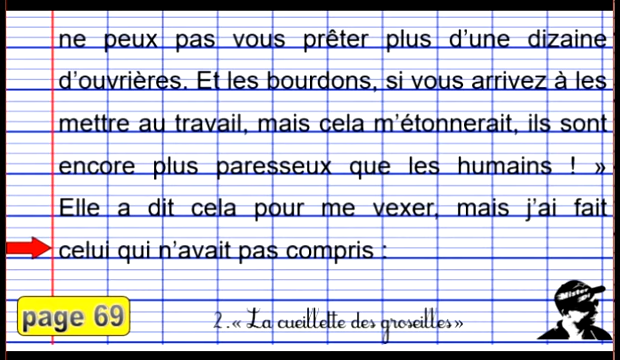 ne peux pas vous prêter plus d'une dizaine
d'ouvrières. Et les bourdons, si vous arrivez à les
mettre au travail, mais cela m'étonnerait, ils sont
encore plus paresseux que les humains ! »
Elle a dit cela pour me vexer, mais j'ai fait
celui qui n'avait pas compris :
page 69
2.« La cueillette des groseilles»